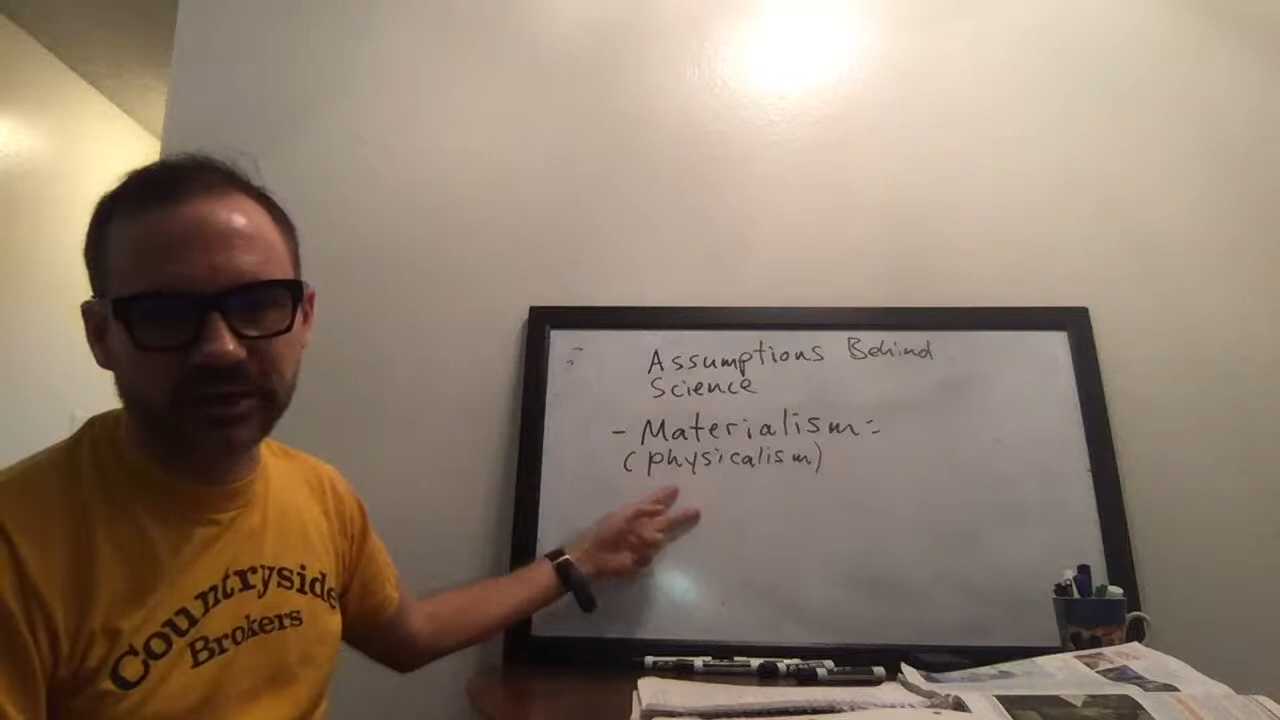 Assumptions Behind
Science
- Materialism =
(physicalism)
Countryside
Brokers